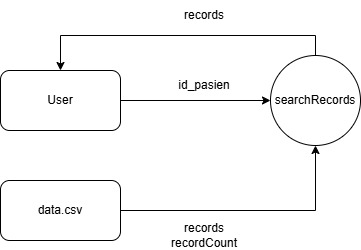 records
User
id_pasien
searchRecords
data.csv
records
recordCount